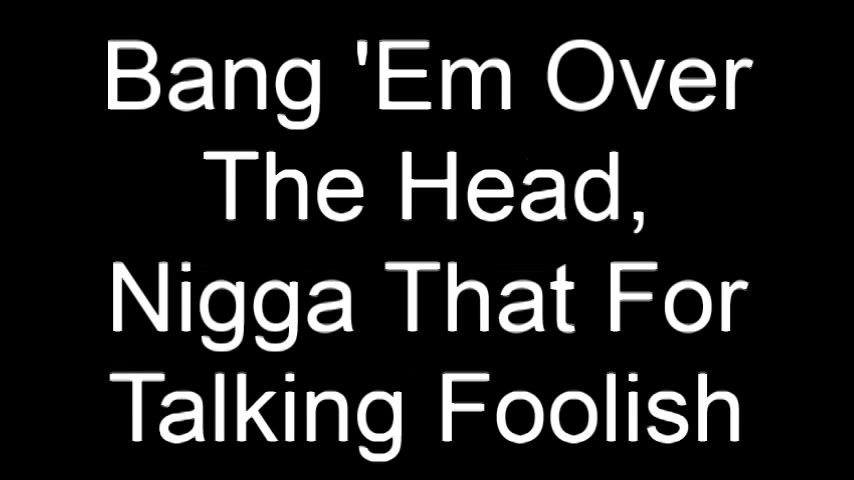 Bang 'Em Over
The Head,
Nigga That For
Talking Foolish